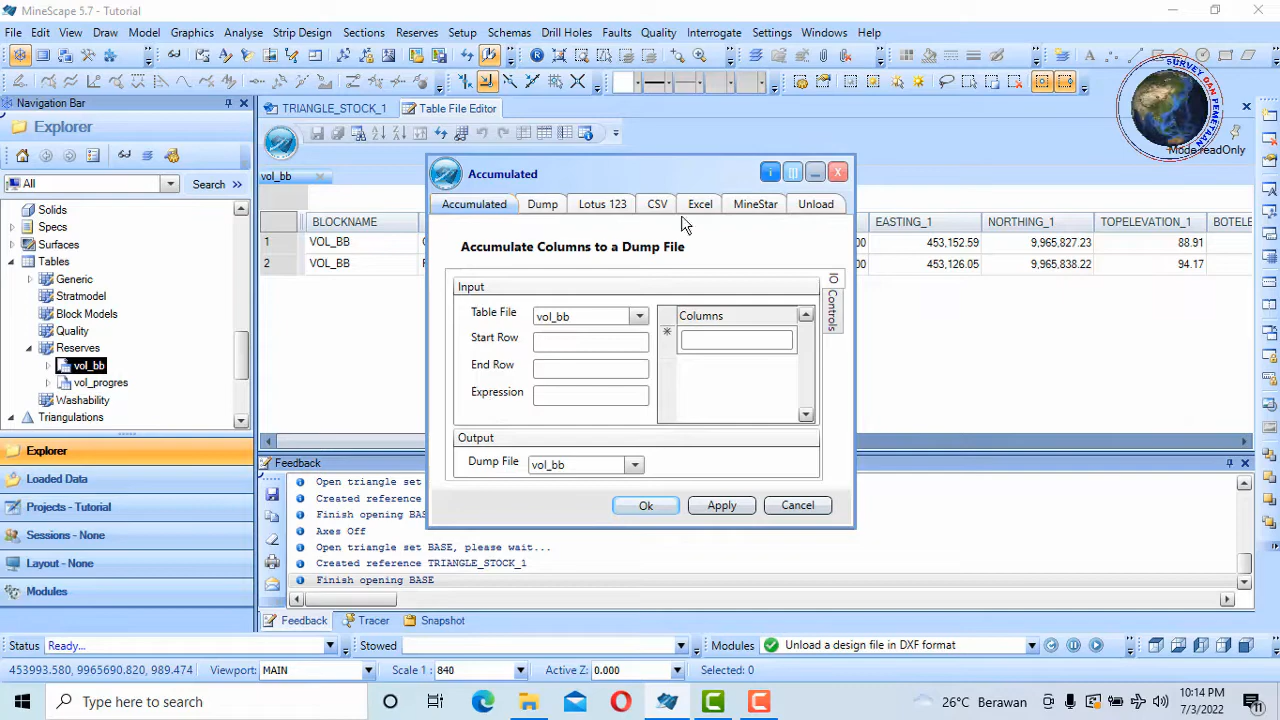 MineScape 5.7 - Tutorial
File Edit View Draw Model Graphics Analyse Strip Design Sections Reserves Setup Schemas Drill Holes Faults Quality Interrogate Settings Windows Help
Navigation Bar
Explorer
All
Search
Solids
Specs
Surfaces
Tables
Generic
Stratmodel
Block Models
Quality
Reserves
vol_bb
vol_progres
Washability
Triangulations
Explorer
Loaded Data
Projects - Tutorial
Sessions - None
Layout - None
Modules
TRIANGLE_STOCK_1 Table File Editor
vol_bb
BLOCKNAME EASTING_1 NORTHING_1 TOPELEVATION_1
1 VOL_BB 453,152.59 9,965,827.23 88.91
2 VOL_BB 453,126.05 9,965,838.22 94.17
SURVEY DAN PEMETAAN
Mode:readOnly
Accumulated
Accumulated Dump Lotus 123 CSV Excel MineStar Unload
Accumulate Columns to a Dump File
IO
Controls
Input
Table File vol_bb
Columns
Start Row
End Row
Expression
Output
Dump File vol_bb
Ok Apply Cancel
Feedback
Open triangle set
Created reference
Finish opening
Axes Off
Open triangle set BASE, please wait...
Created reference TRIANGLE_STOCK_1
Finish opening BASE
Feedback Tracer Snapshot
Status Ready... Stowed Modules Unload a design file in DXF format
453993.580, 9965690.820, 989.474 Viewport: MAIN Scale 1: 840 Active Z: 0.000 Selected: 0
Type here to search
26°C Berawan
10:14 PM
7/3/2022